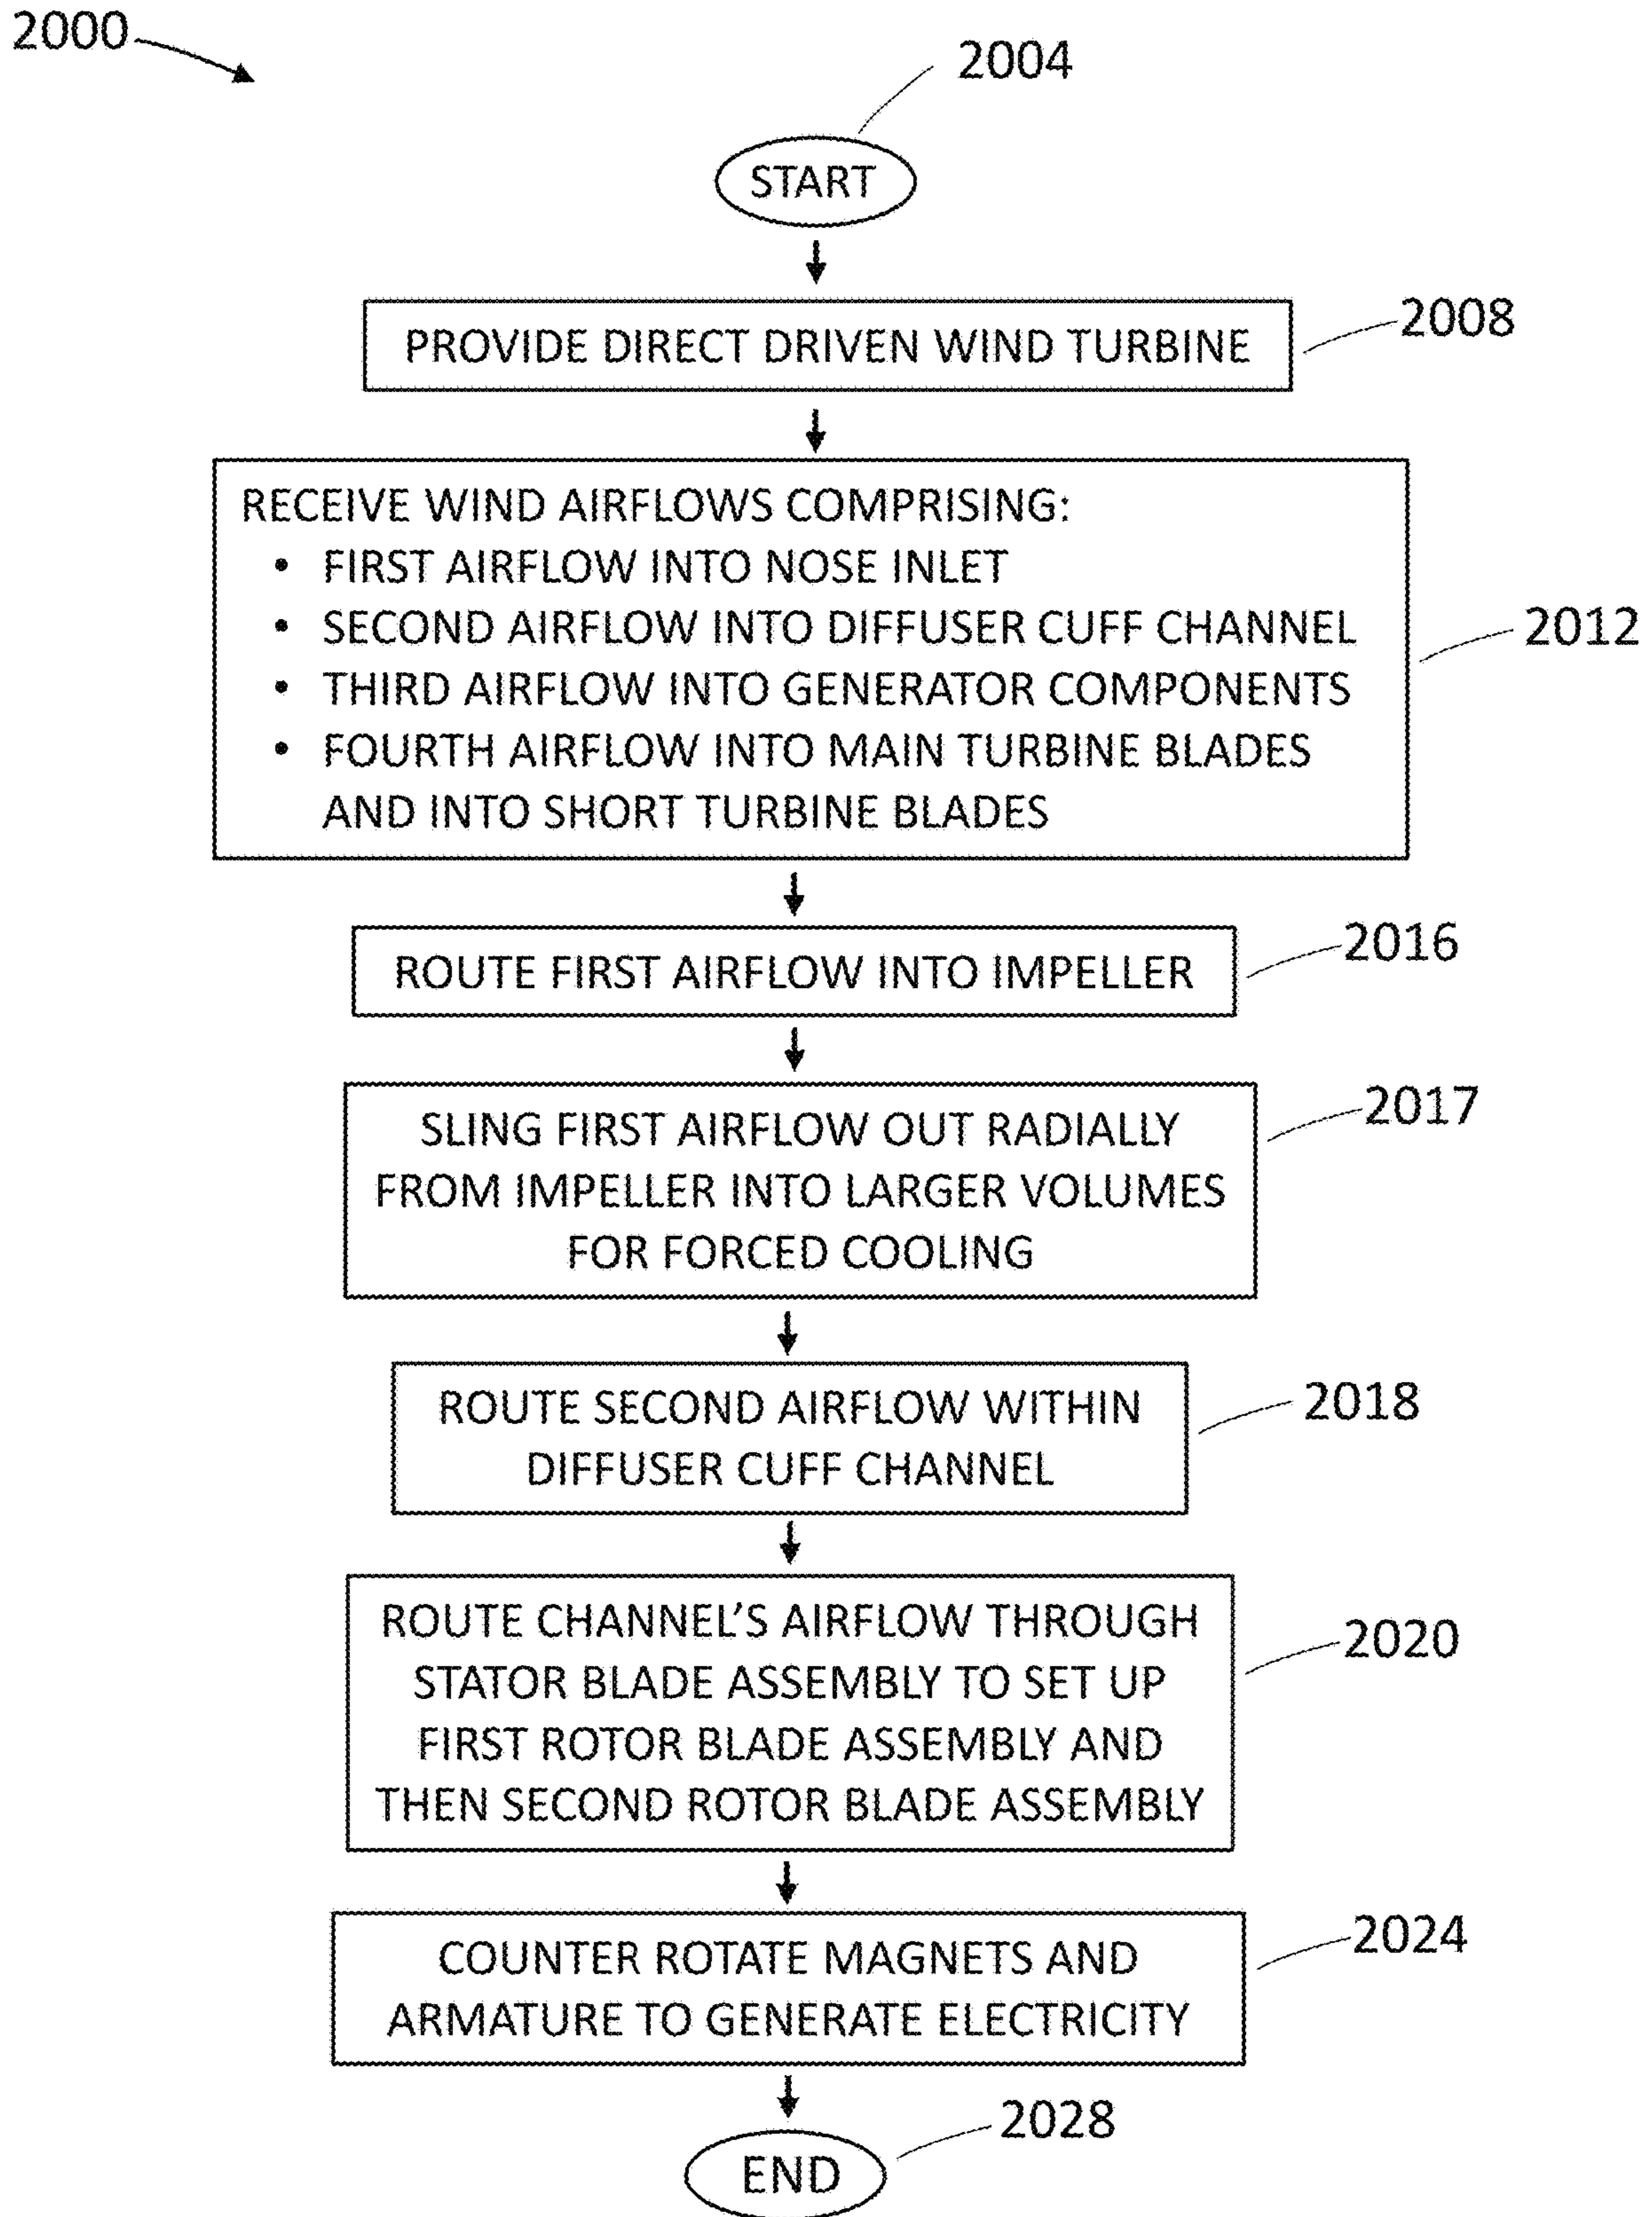 2000
2004
START
PROVIDE DIRECT DRIVEN WIND TURBINE
2008
RECEIVE WIND AIRFLOWS COMPRISING:
• FIRST AIRFLOW INTO NOSE INLET
• SECOND AIRFLOW INTO DIFFUSER CUFF CHANNEL
• THIRD AIRFLOW INTO GENERATOR COMPONENTS
• FOURTH AIRFLOW INTO MAIN TURBINE BLADES
AND INTO SHORT TURBINE BLADES
2012
ROUTE FIRST AIRFLOW INTO IMPELLER
2016
SLING FIRST AIRFLOW OUT RADIALLY
FROM IMPELLER INTO LARGER VOLUMES
FOR FORCED COOLING
2017
ROUTE SECOND AIRFLOW WITHIN
DIFFUSER CUFF CHANNEL
2018
ROUTE CHANNEL’S AIRFLOW THROUGH
STATOR BLADE ASSEMBLY TO SET UP
FIRST ROTOR BLADE ASSEMBLY AND
THEN SECOND ROTOR BLADE ASSEMBLY
2020
COUNTER ROTATE MAGNETS AND
ARMATURE TO GENERATE ELECTRICITY
2024
END
2028